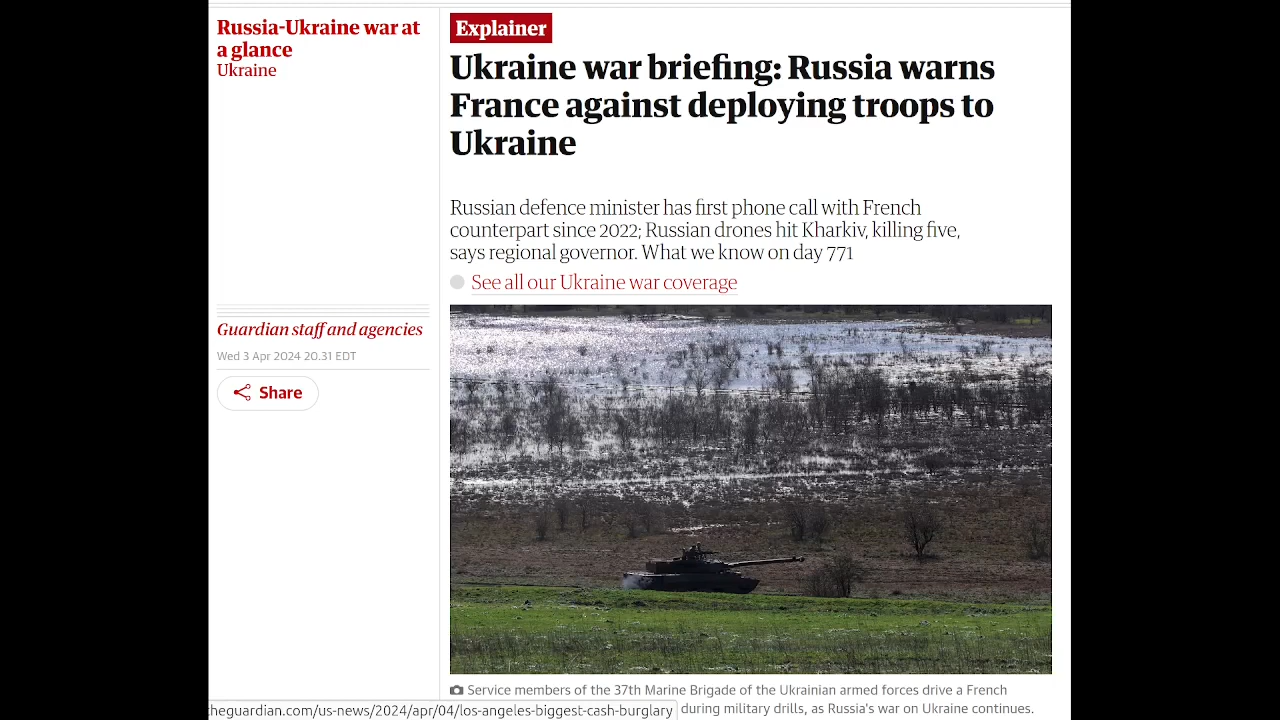 Russia-Ukraine war at
a glance
Ukraine
Explainer
Ukraine war briefing: Russia warns
France against deploying troops to
Ukraine
Russian defence minister has first phone call with French
counterpart since 2022; Russian drones hit Kharkiv, killing five,
says regional governor. What we know on day 771
See all our Ukraine war coverage
Guardian staff and agencies
Wed 3 Apr 2024 20.31 EDT
Share
Service members of the 37th Marine Brigade of the Ukrainian armed forces drive a French
during military drills, as Russia's war on Ukraine continues.
heguardian.com/us-news/2024/apr/04/los-angeles-biggest-cash-burglary